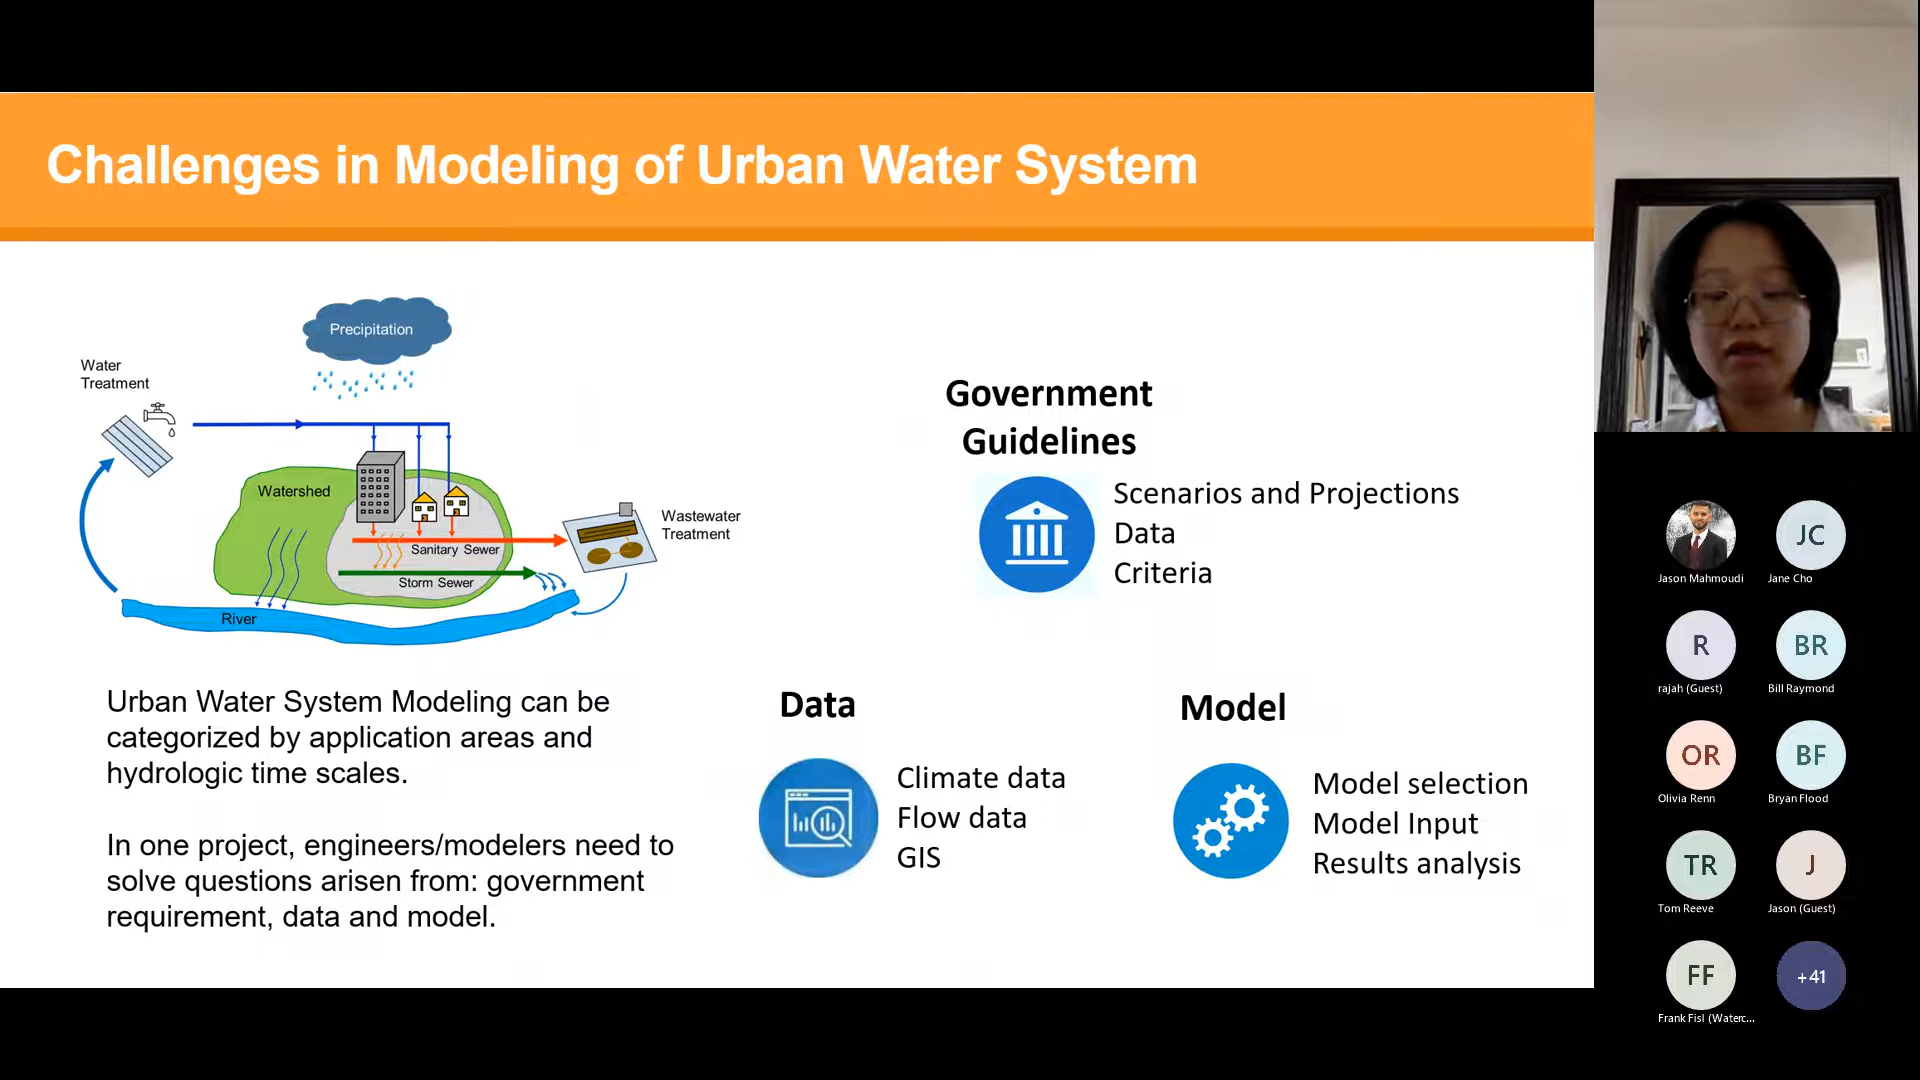 Challenges in Modeling of Urban Water System
Precipitation
Water
Treatment
Watershed
Sanitary Sewer
Storm Sewer
River
Wastewater
Treatment
Urban Water System Modeling can be
categorized by application areas and
hydrologic time scales.
In one project, engineers/modelers need to
solve questions arisen from: government
requirement, data and model.
Government
Guidelines
Scenarios and Projections
Data
Criteria
Data
Climate data
Flow data
GIS
Model
Model selection
Model Input
Results analysis
Jason Mahmoudi
JC
Jane Cho
R
rajah (Guest)
BR
Bill Raymond
OR
Olivia Renn
BF
Bryan Flood
TR
Tom Reeve
J
Jason (Guest)
FF
Frank Fisl (Waterc...
+41